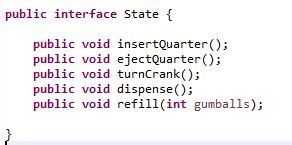 public interface State {
public void insertQuarter();
public void ejectQuarter();
public void turnCrank();
public void dispense();
public void refill(int gumballs);
}